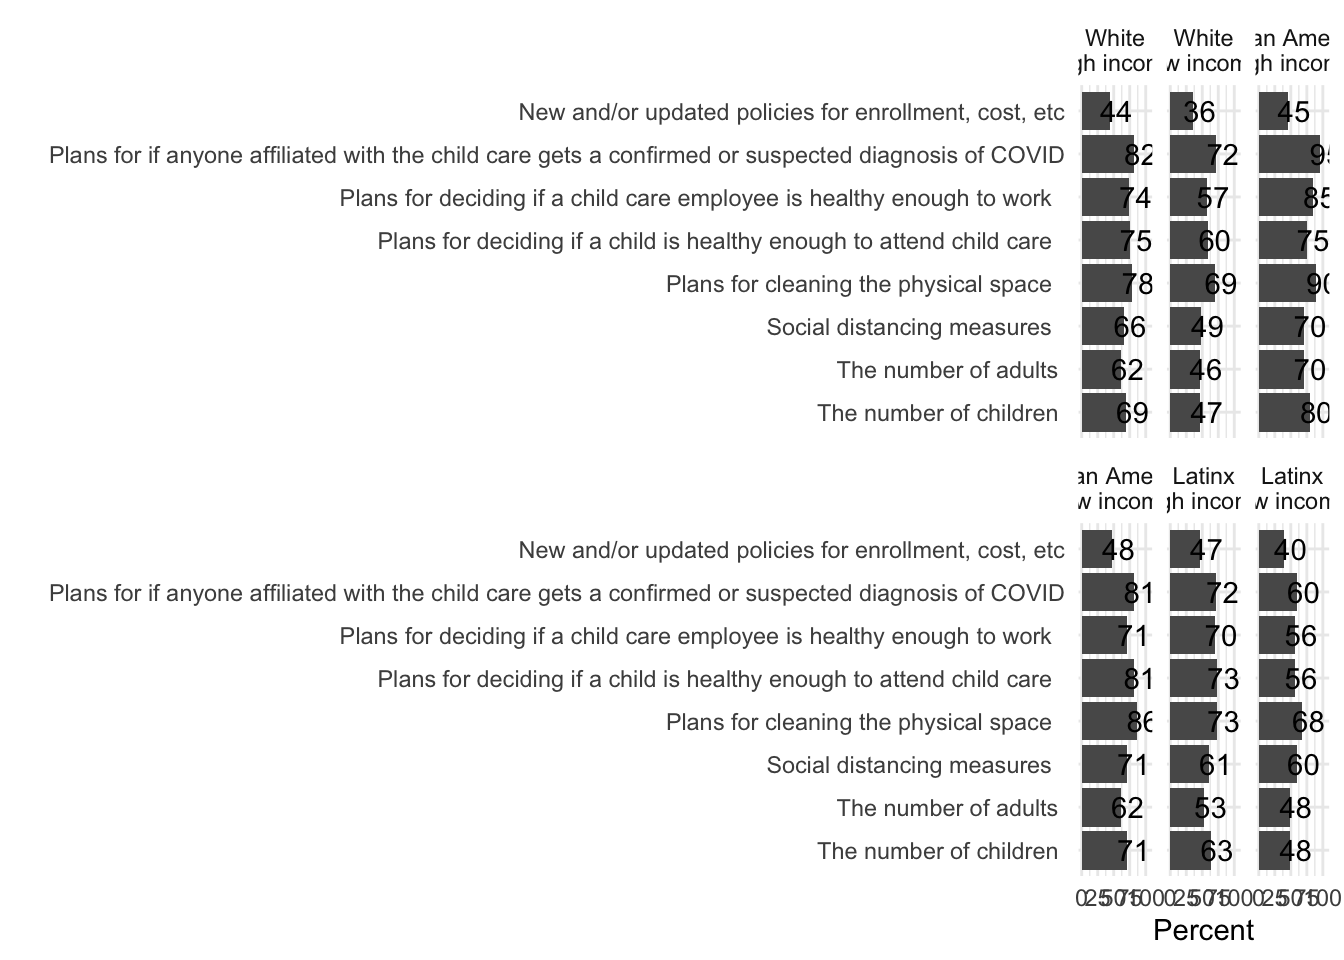 White White an Ame
gh incor w incom gh incor
New and/or updated policies for enrollment, cost, etc 44 36 45
Plans for if anyone affiliated with the child care gets a confirmed or suspected diagnosis of COVID 82 72 95
Plans for deciding if a child care employee is healthy enough to work 74 57 85
Plans for deciding if a child is healthy enough to attend child care 75 60 75
Plans for cleaning the physical space 78 69 90
Social distancing measures 66 49 70
The number of adults 62 46 70
The number of children 69 47 80
an Ame Latinx Latinx
w incom gh incor w incom
New and/or updated policies for enrollment, cost, etc 48 47 40
Plans for if anyone affiliated with the child care gets a confirmed or suspected diagnosis of COVID 81 72 60
Plans for deciding if a child care employee is healthy enough to work 71 70 56
Plans for deciding if a child is healthy enough to attend child care 81 73 56
Plans for cleaning the physical space 86 73 68
Social distancing measures 71 61 60
The number of adults 62 53 48
The number of children 71 63 48
0 25 50 75 100 0 25 50 75 100 0 25 50 75 100
Percent